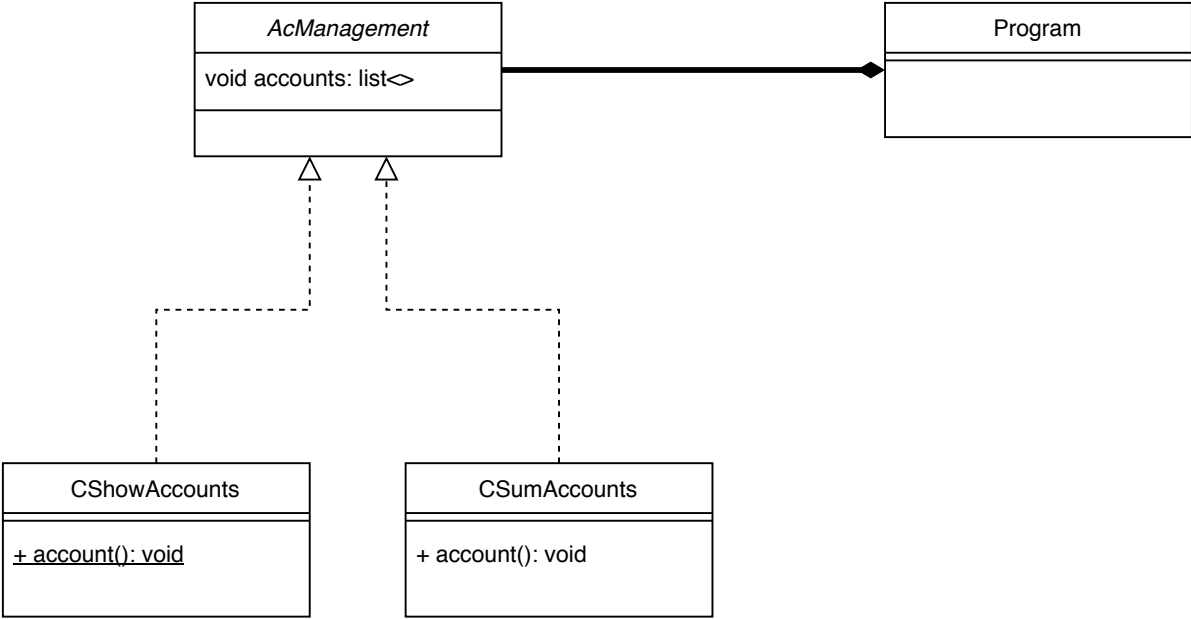 AcManagement
void accounts: list<>
Program
CShowAccounts
+ account(): void
CSumAccounts
+ account(): void